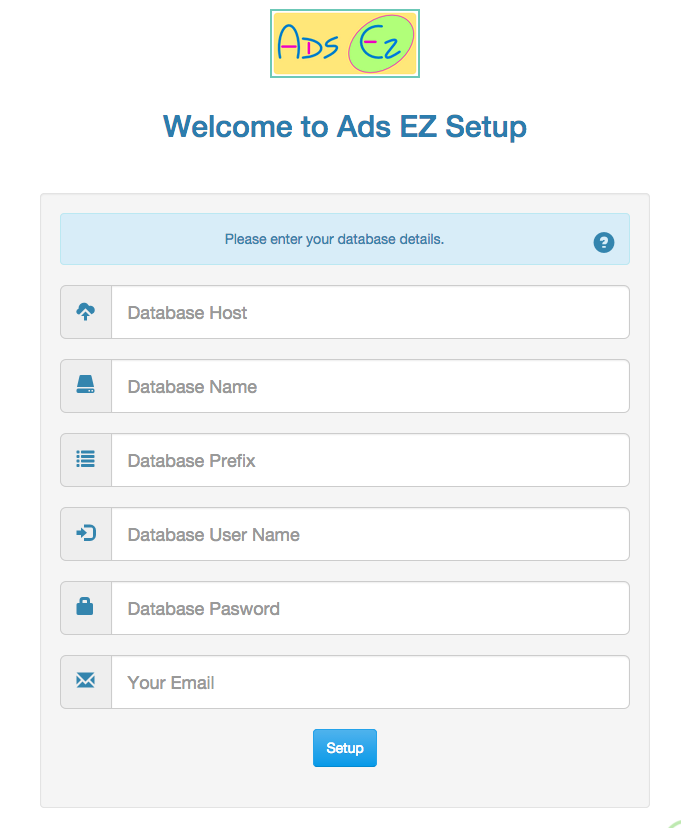 Ads Ez
Welcome to Ads EZ Setup
Please enter your database details.
?
Database Host
Database Name
Database Prefix
Database User Name
Database Pasword
Your Email
Setup